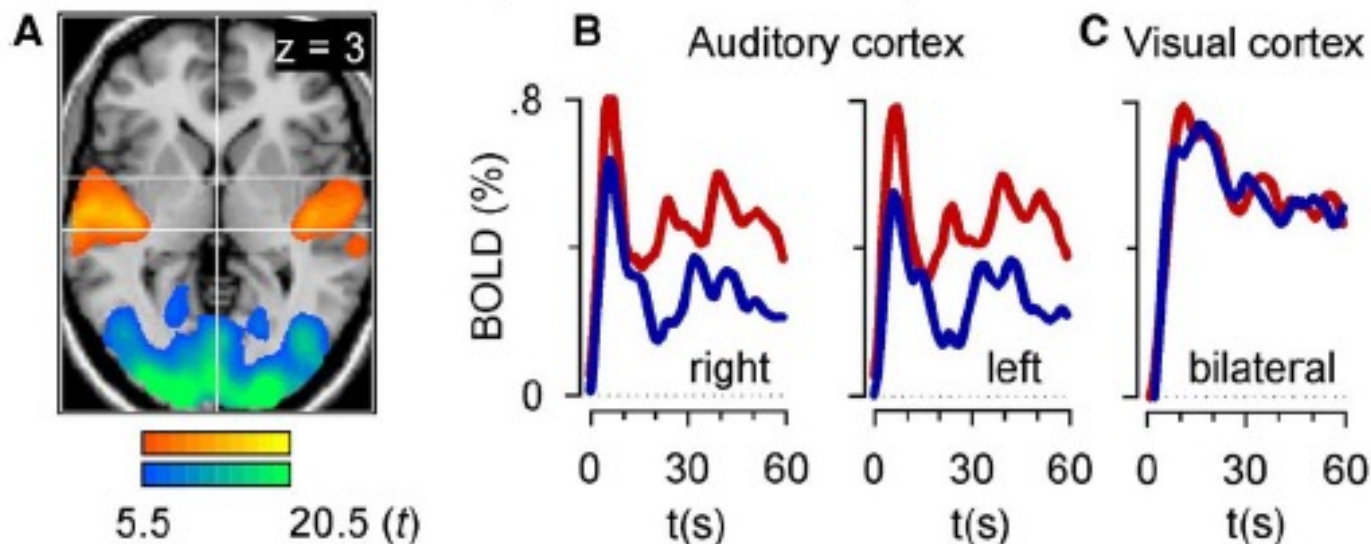 A
z = 3
5.5 20.5 (t)
B Auditory cortex
C Visual cortex
BOLD (%)
.8
0
right
left
bilateral
0 30 60
t(s)
0 30 60
t(s)
0 30 60
t(s)